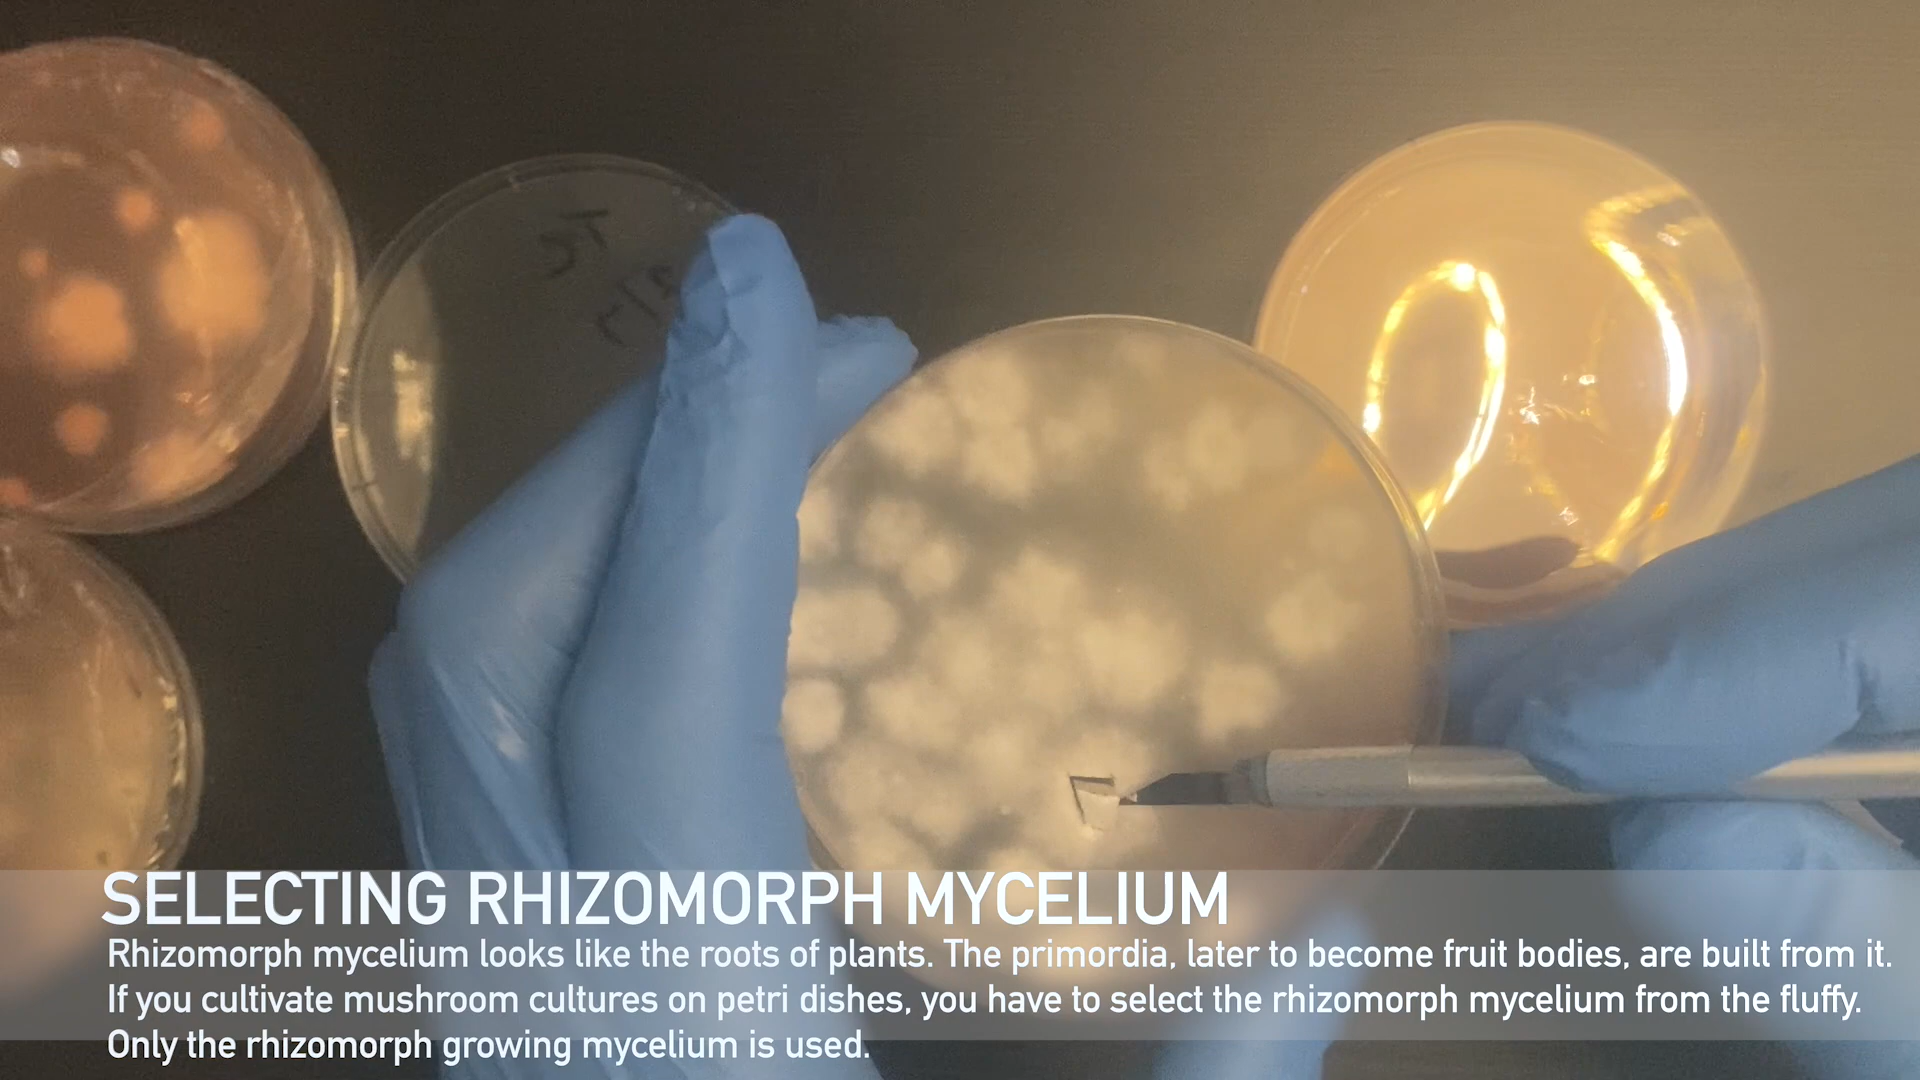 SELECTING RHIZOMORPH MYCELIUM
Rhizomorph mycelium looks like the roots of plants. The primordia, later to become fruit bodies, are built from it.
If you cultivate mushroom cultures on petri dishes, you have to select the rhizomorph mycelium from the fluffy.
Only the rhizomorph growing mycelium is used.